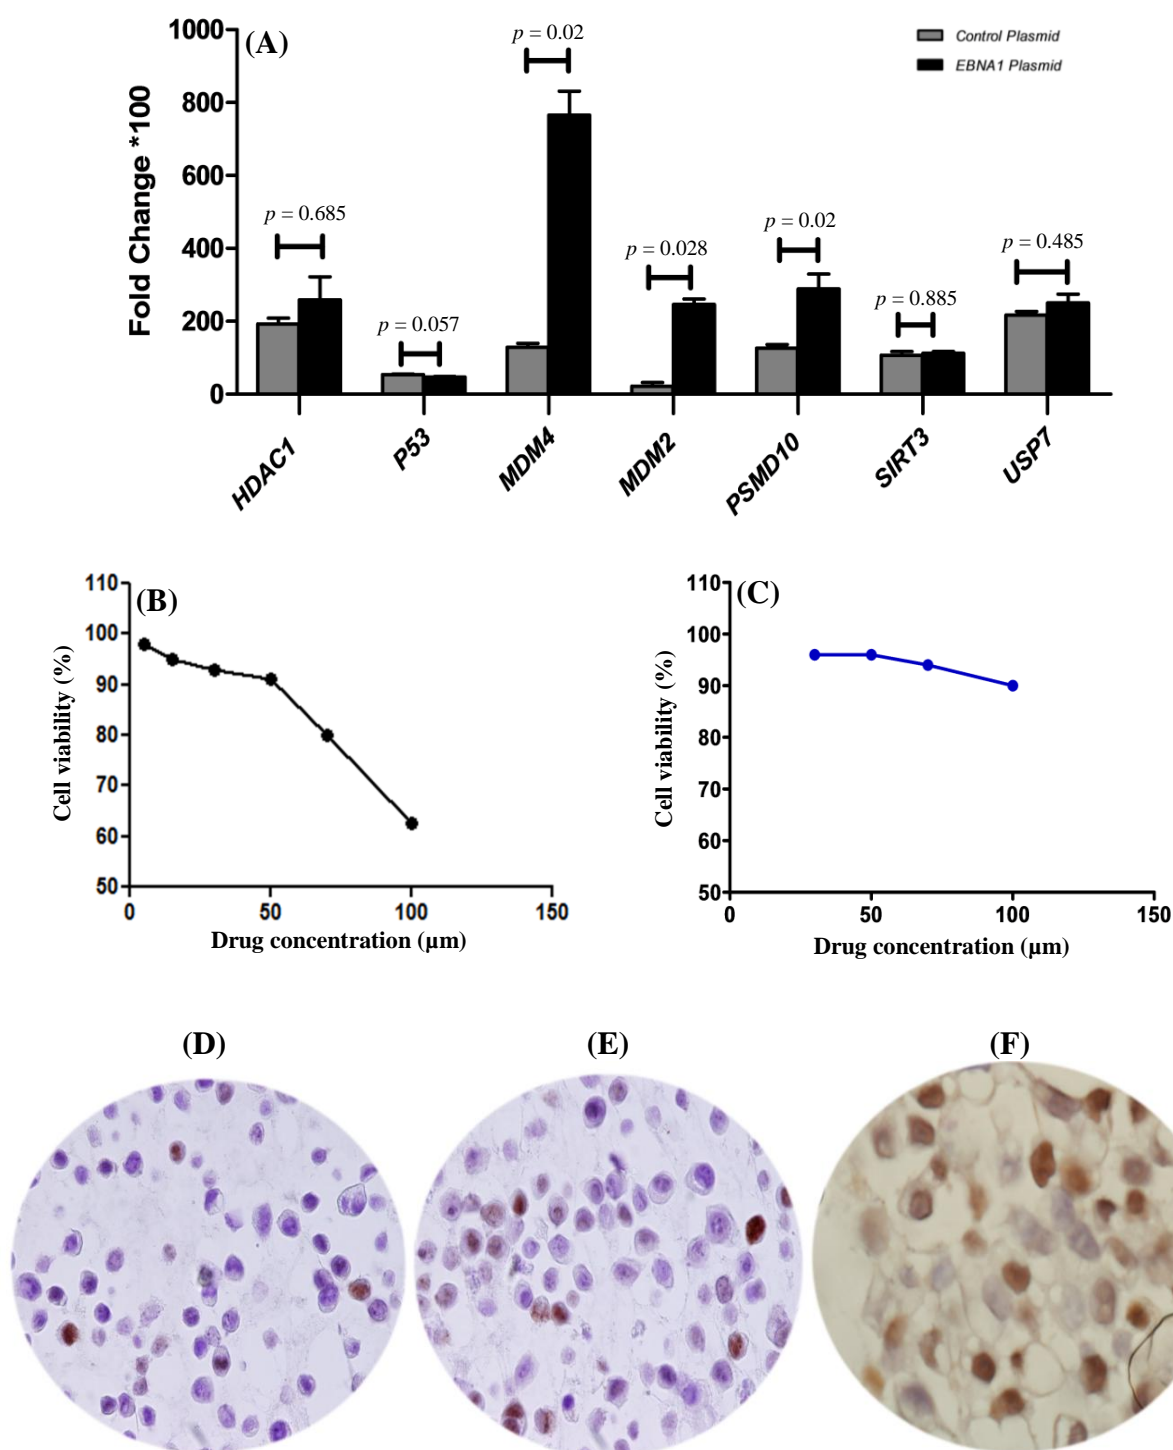 (A)
Control Plasmid
EBNA1 Plasmid
Fold Change *100
1000
800
600
400
200
0
p = 0.685
p = 0.057
p = 0.02
p = 0.028
p = 0.02
p = 0.885
p = 0.485
HDAC1
P53
MDM4
MDM2
PSMD10
SIRT3
USP7
(B)
Cell viability (%)
110
100
90
80
70
60
50
0
50
100
150
Drug concentration (µm)
(C)
Cell viability (%)
110
100
90
80
70
60
50
0
50
100
150
Drug concentration (µm)
(D)
(E)
(F)